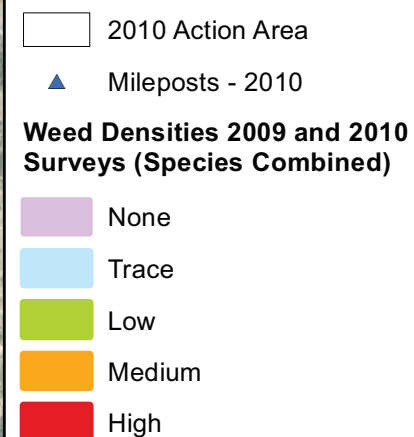 2010 Action Area
Mileposts - 2010
Weed Densities 2009 and 2010
Surveys (Species Combined)
None
Trace
Low
Medium
High